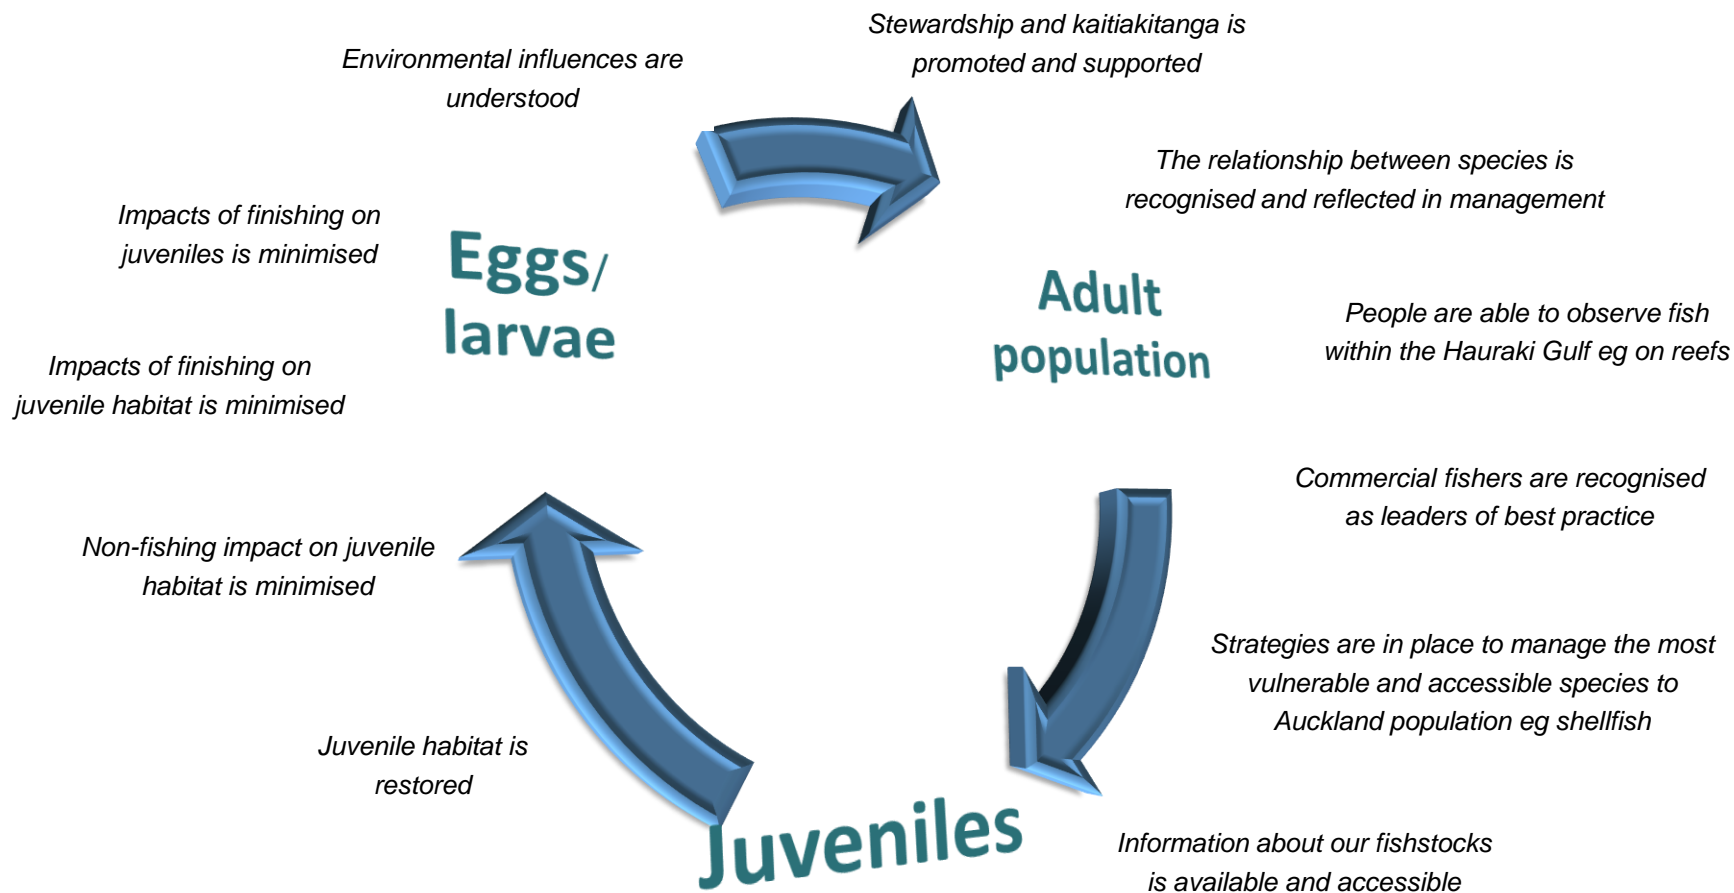 Stewardship and kaitiakitanga is
promoted and supported
Environmental influences are
understood
The relationship between species is
recognised and reflected in management
Impacts of finishing on
juveniles is minimised
Eggs/
larvae
Adult
population
People are able to observe fish
within the Hauraki Gulf eg on reefs
Impacts of finishing on
juvenile habitat is minimised
Commercial fishers are recognised
as leaders of best practice
Non-fishing impact on juvenile
habitat is minimised
Strategies are in place to manage the most
vulnerable and accessible species to
Auckland population eg shellfish
Juvenile habitat is
restored
Juveniles
Information about our fishstocks
is available and accessible